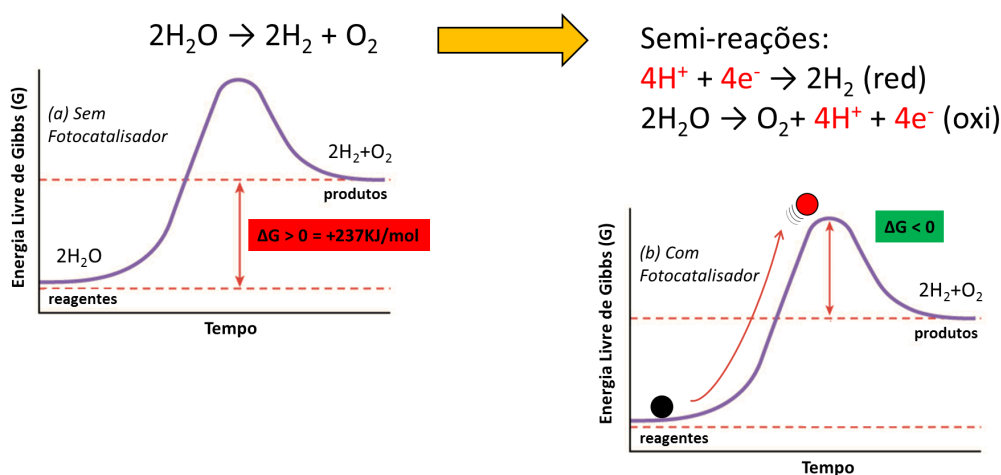 2H₂O → 2H₂ + O₂
Energia Livre de Gibbs (G)
(a) Sem
Fotocatalisador
2H₂+O₂
produtos
ΔG > 0 = +237KJ/mol
2H₂O
reagentes
Tempo
Semi-reações:
4H⁺ + 4e⁻ → 2H₂ (red)
2H₂O → O₂+ 4H⁺ + 4e⁻ (oxi)
Energia Livre de Gibbs (G)
(b) Com
Fotocatalisador
ΔG < 0
2H₂+O₂
produtos
reagentes
Tempo